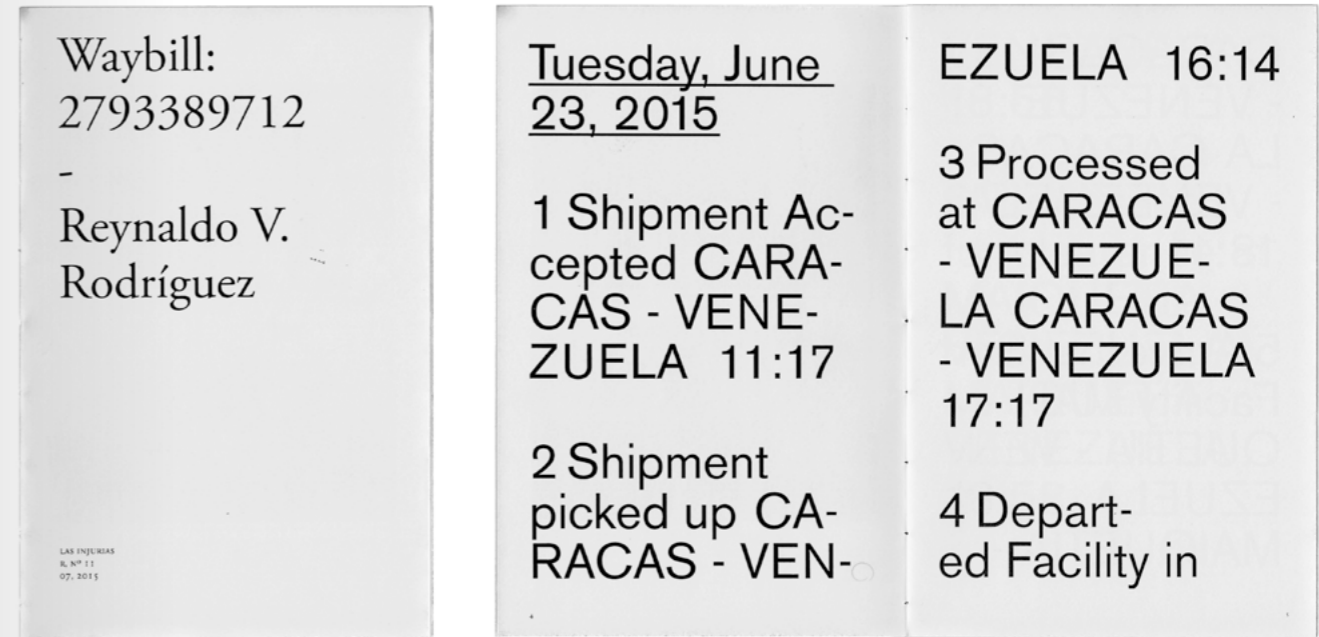 Waybill:
2793389712
-
Reynaldo V.
Rodríguez
LAS INJURIAS
R. Nº 11
07, 2015
Tuesday, June
23, 2015
1 Shipment Ac-
cepted CARA-
CAS - VENE-
ZUELA 11:17
2 Shipment
picked up CA-
RACAS - VEN-
EZUELA 16:14
3 Processed
at CARACAS
- VENEZUE-
LA CARACAS
- VENEZUELA
17:17
4 Depart-
ed Facility in